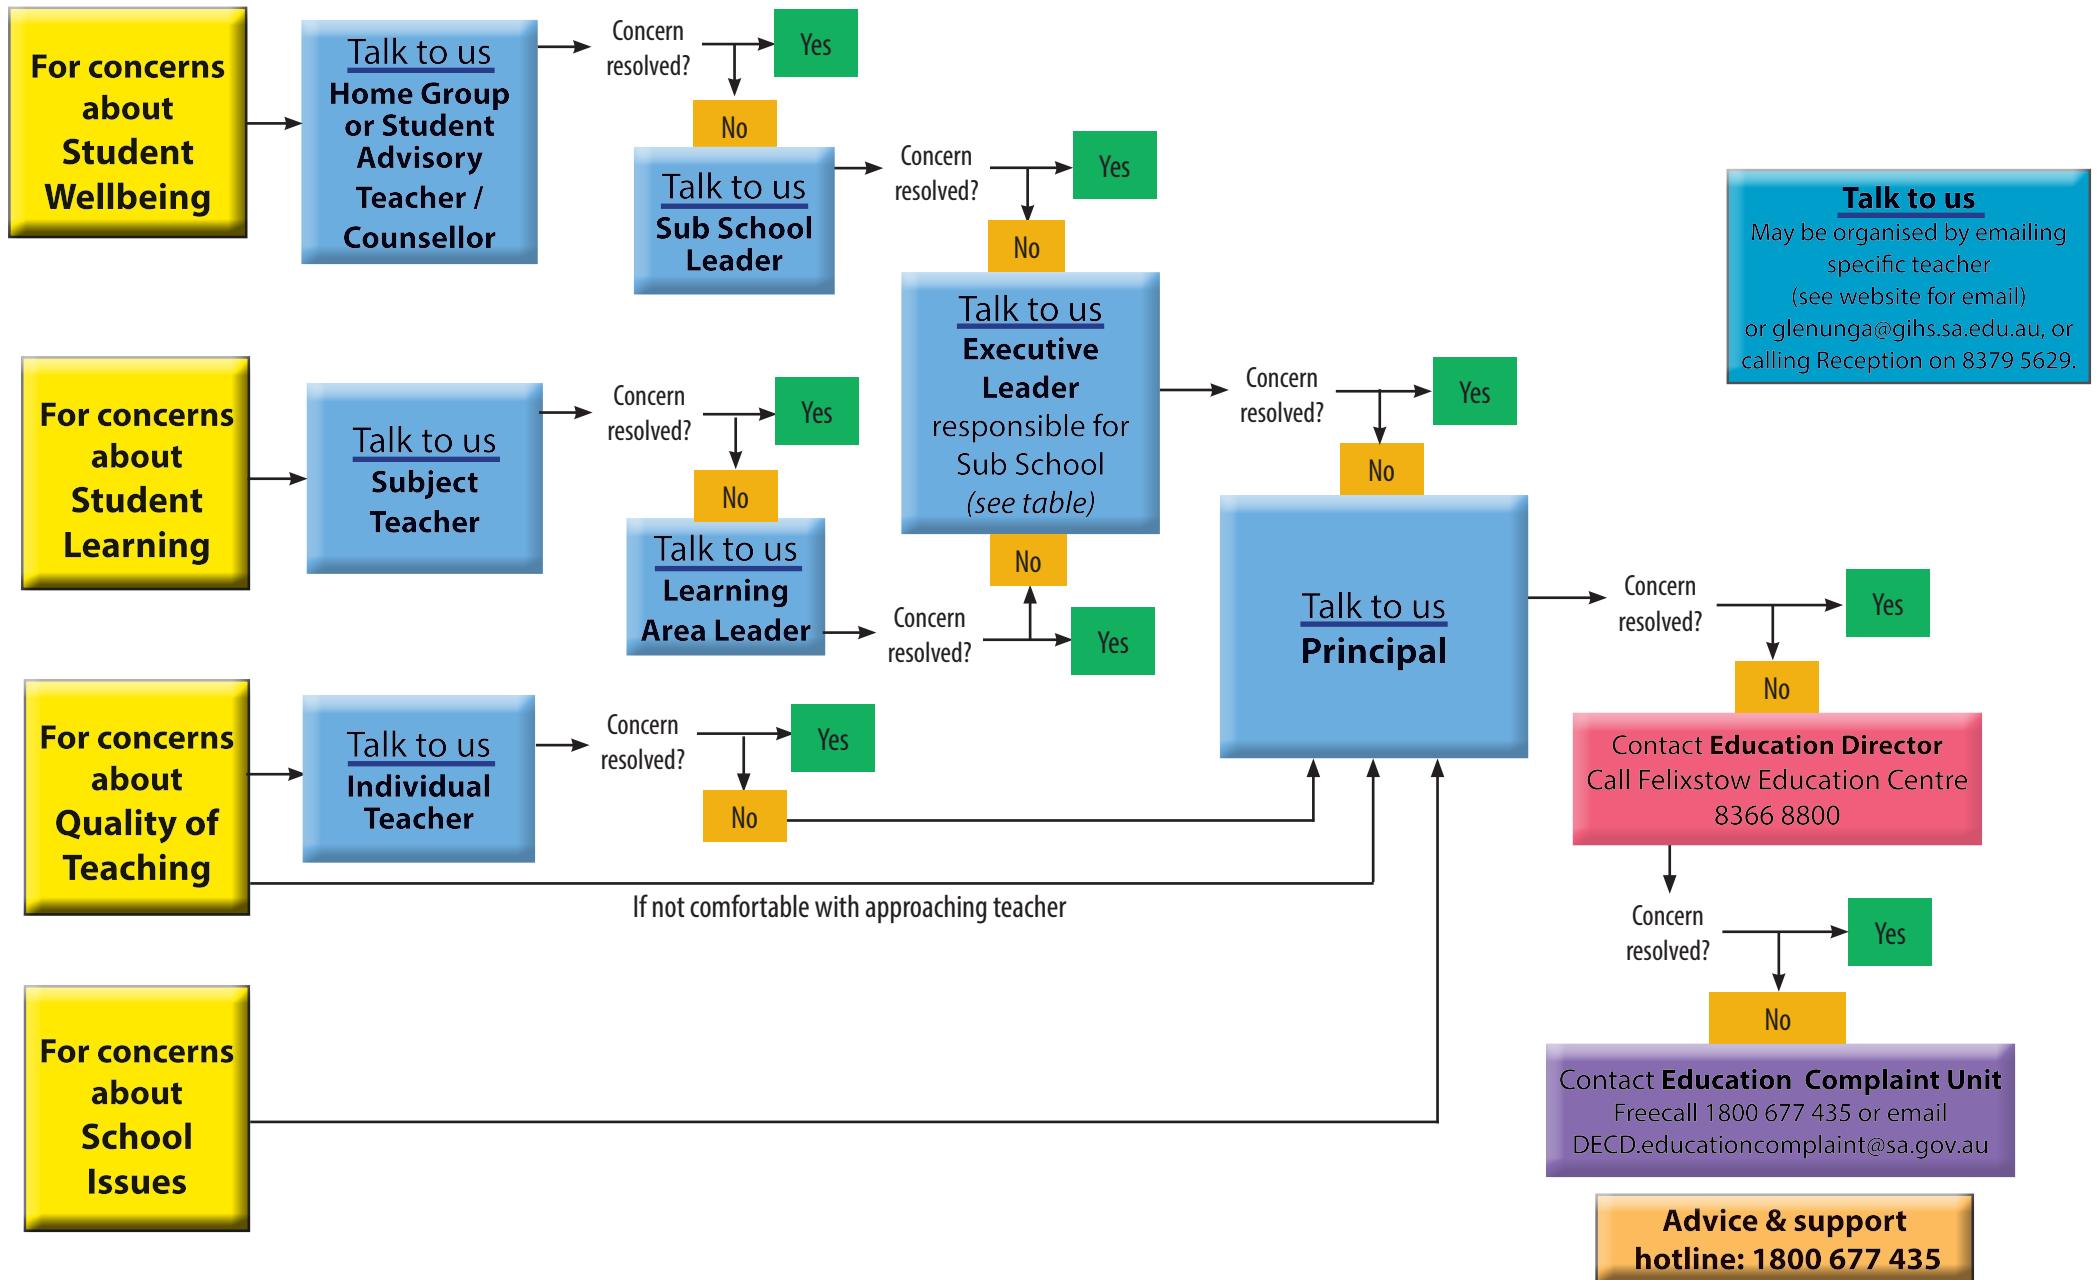 For concerns
about
Student
Wellbeing
Talk to us
Home Group
or Student
Advisory
Teacher /
Counsellor
Concern
resolved?
Yes
No
Talk to us
Sub School
Leader
Concern
resolved?
Yes
No
Talk to us
Executive
Leader
responsible for
Sub School
(see table)
Talk to us
May be organised by emailing
specific teacher
(see website for email)
or glenunga@gihs.sa.edu.au, or
calling Reception on 8379 5629.
For concerns
about
Student
Learning
Talk to us
Subject
Teacher
Concern
resolved?
Yes
No
Talk to us
Learning
Area Leader
Concern
resolved?
No
Yes
Concern
resolved?
Yes
No
Talk to us
Principal
Concern
resolved?
Yes
No
For concerns
about
Quality of
Teaching
Talk to us
Individual
Teacher
Concern
resolved?
Yes
No
If not comfortable with approaching teacher
Contact Education Director
Call Felixstow Education Centre
8366 8800
Concern
resolved?
Yes
No
For concerns
about
School
Issues
Contact Education Complaint Unit
Freecall 1800 677 435 or email
DECD.educationcomplaint@sa.gov.au
Advice & support
hotline: 1800 677 435